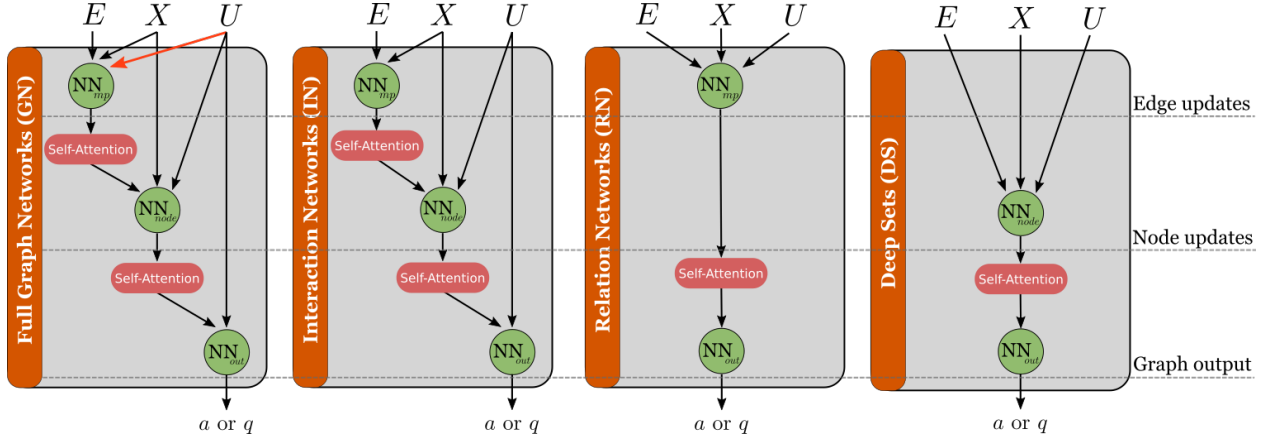 E X U
E X U
E X U
E X U
Full Graph Networks (GN)
NN mp
Self-Attention
NN node
Self-Attention
NN out
a or q
Interaction Networks (IN)
NN mp
Self-Attention
NN node
Self-Attention
NN out
a or q
Relation Networks (RN)
NN mp
Self-Attention
NN out
a or q
Deep Sets (DS)
NN node
Self-Attention
NN out
a or q
Edge updates
Node updates
Graph output